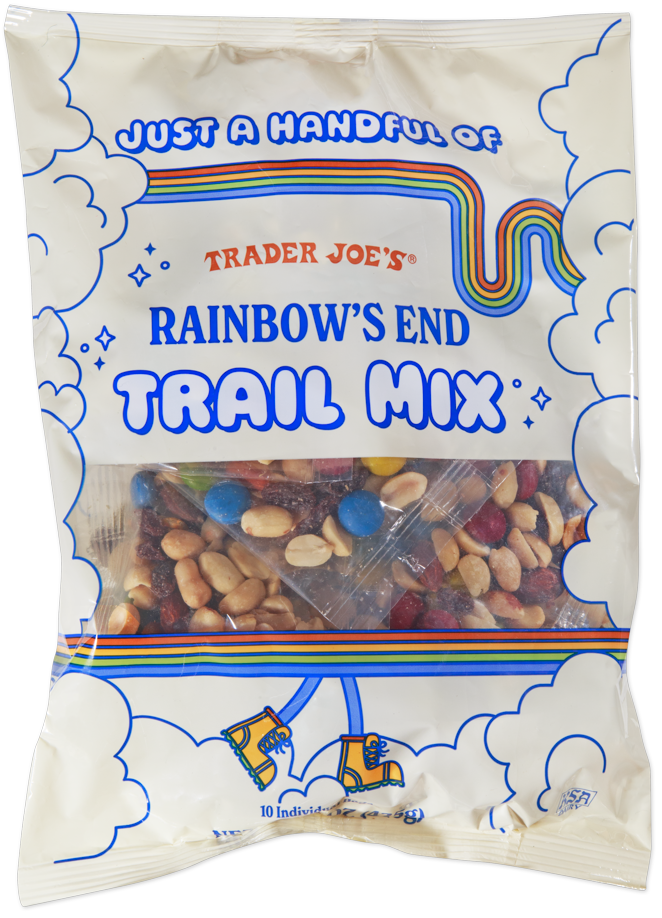 JUST A HANDFUL OF
TRADER JOE'S®
RAINBOW'S END
TRAIL MIX
10 Individ